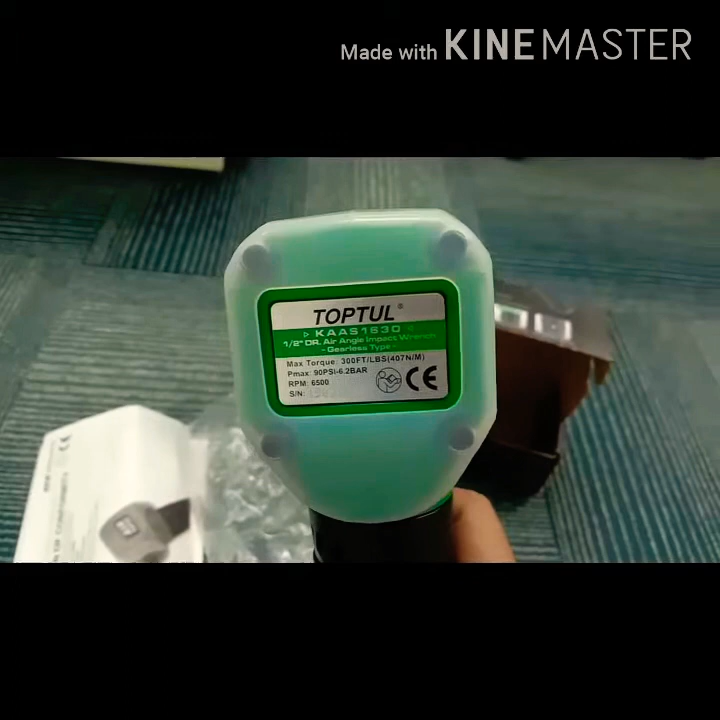 Made with KINEMASTER
TOPTUL®
▷ KAAS1630 ◁
1/2" DR. Air Angle Impact Wrench
- Gearless Type -
Max Torque: 300FT/LBS(407N/M)
Pmax: 90PSI-6.2BAR
RPM: 6500
S/N:
CE